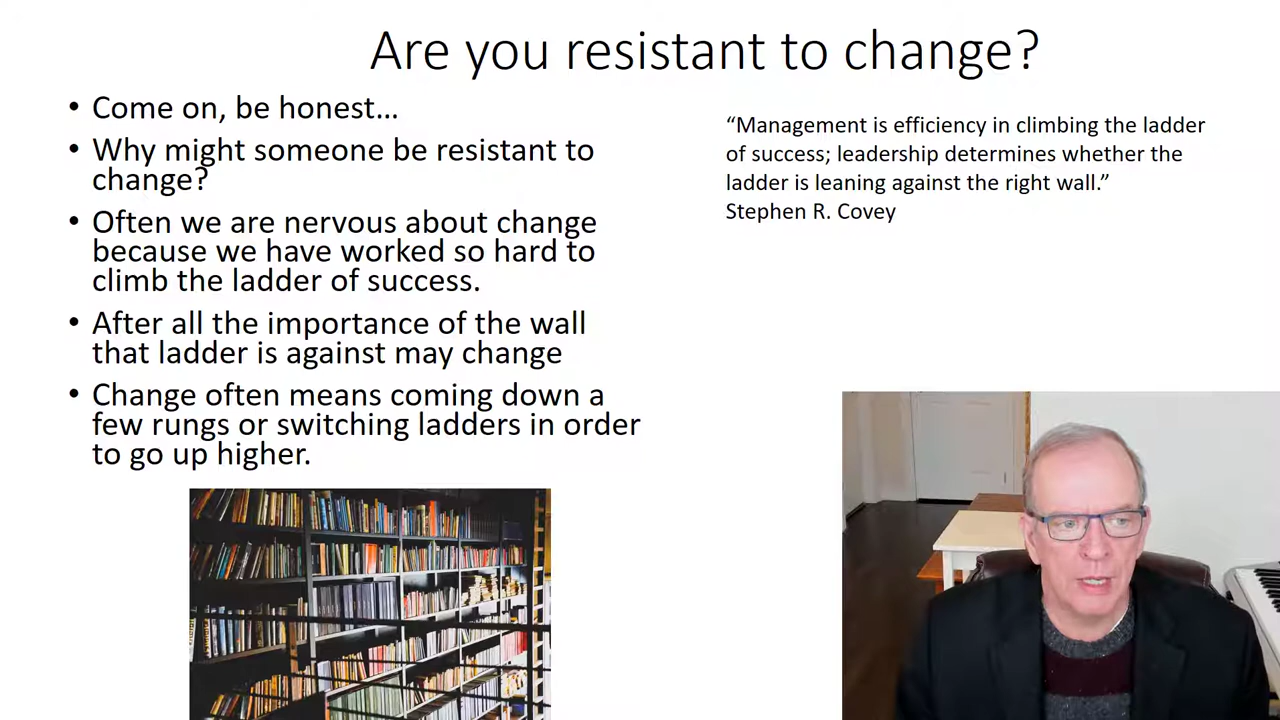 Are you resistant to change?
• Come on, be honest…
• Why might someone be resistant to
change?
• Often we are nervous about change
because we have worked so hard to
climb the ladder of success.
• After all the importance of the wall
that ladder is against may change
• Change often means coming down a
few rungs or switching ladders in order
to go up higher.
“Management is efficiency in climbing the ladder
of success; leadership determines whether the
ladder is leaning against the right wall.”
Stephen R. Covey